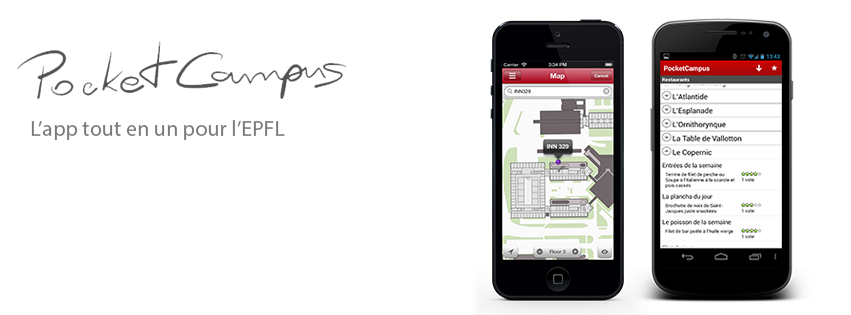 PocketCampus
L'app tout en un pour l'EPFL
Carrier
3:34 PM
Map
Cancel
INN329
INN 329
Floor 3
13:43
PocketCampus
Restaurants
L'Atlantide
L'Esplanade
L'Ornithorynque
La Table de Vallotton
Le Copernic
Entrées de la semaine
Terrine de filet de perche ou
Soupe à l'italienne à la scarole et
pois cassés
1 vote
La plancha du jour
Brochette de noix de Saint-
Jacques juste snackées
1 vote
Le poisson de la semaine
Filet de bar poêlé à l'huile vierge
1 vote